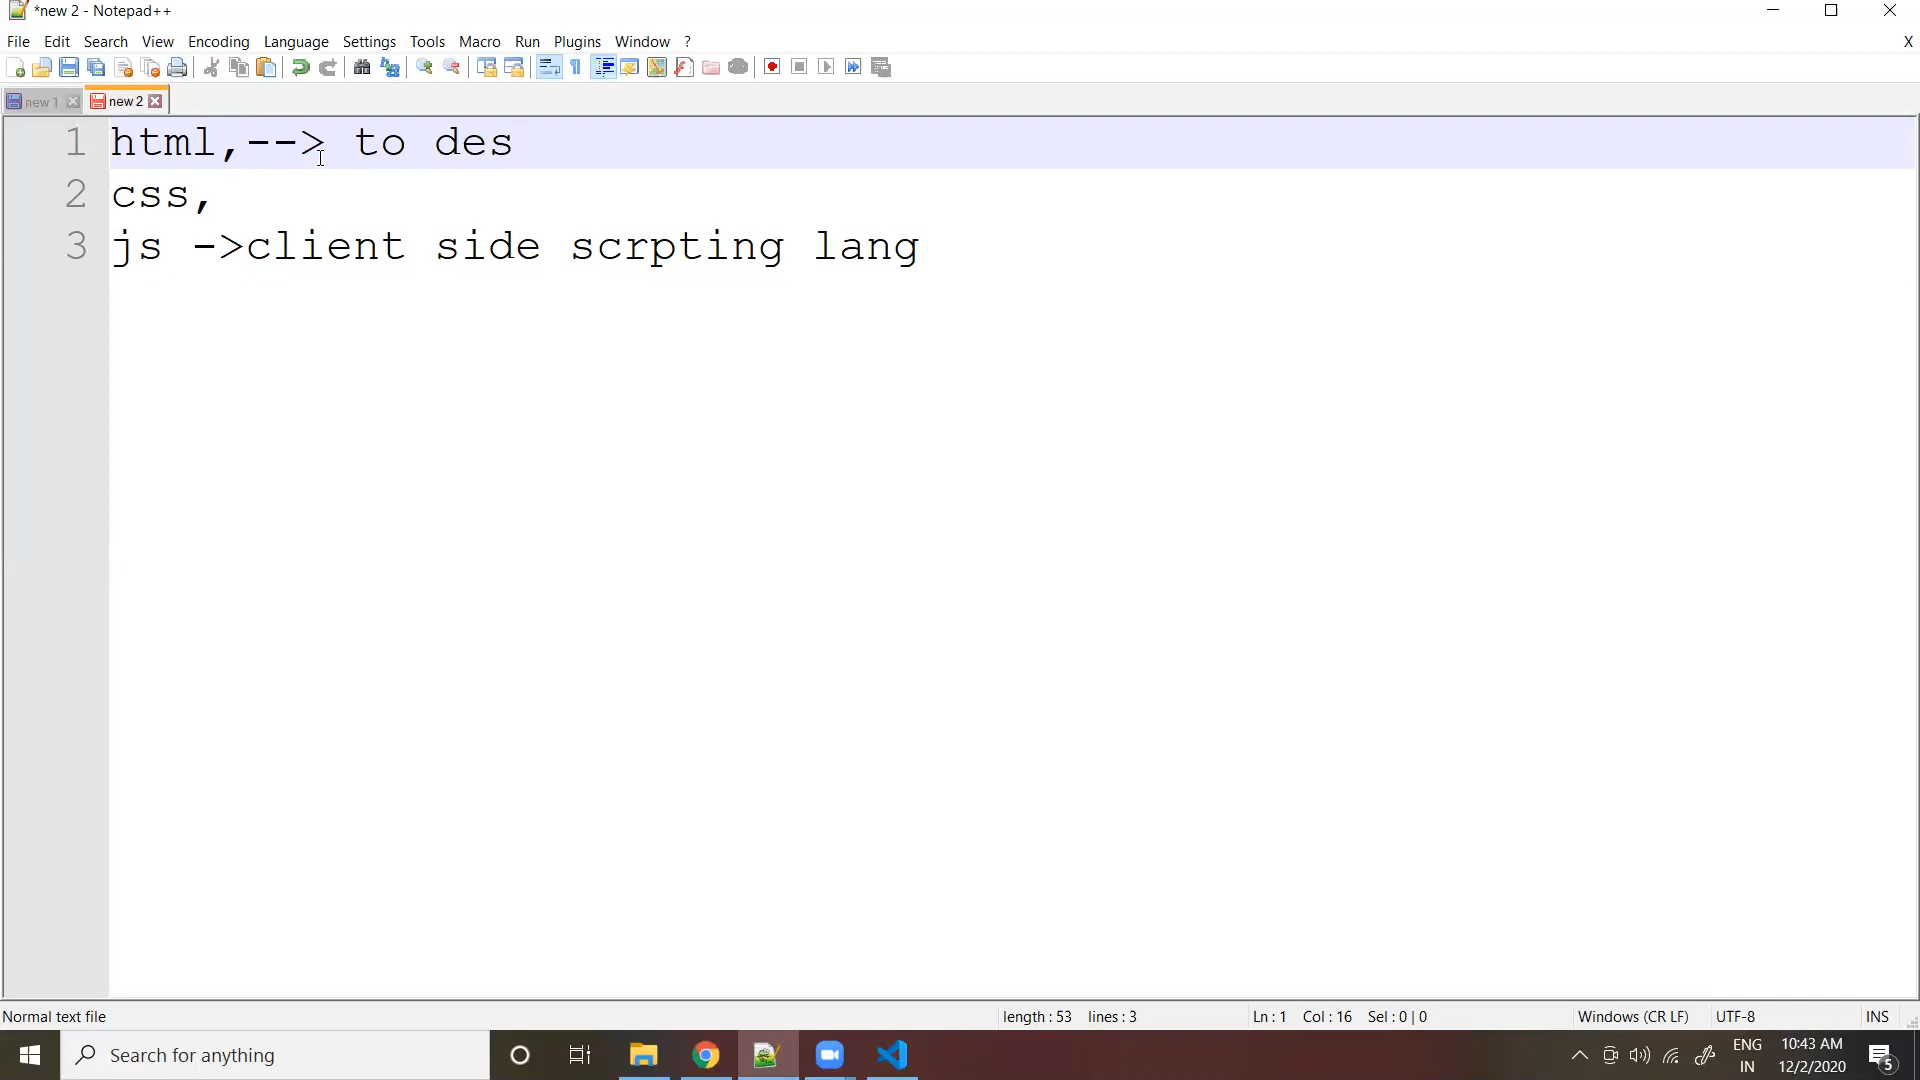 *new 2 - Notepad++
File Edit Search View Encoding Language Settings Tools Macro Run Plugins Window ? X
new 1 new 2
1 html,--> to des
2 css,
3 js ->client side scrpting lang
Normal text file length : 53 lines : 3 Ln : 1 Col : 16 Sel : 0 | 0 Windows (CR LF) UTF-8 INS
Search for anything ENG 10:43 AM
IN 12/2/2020 5